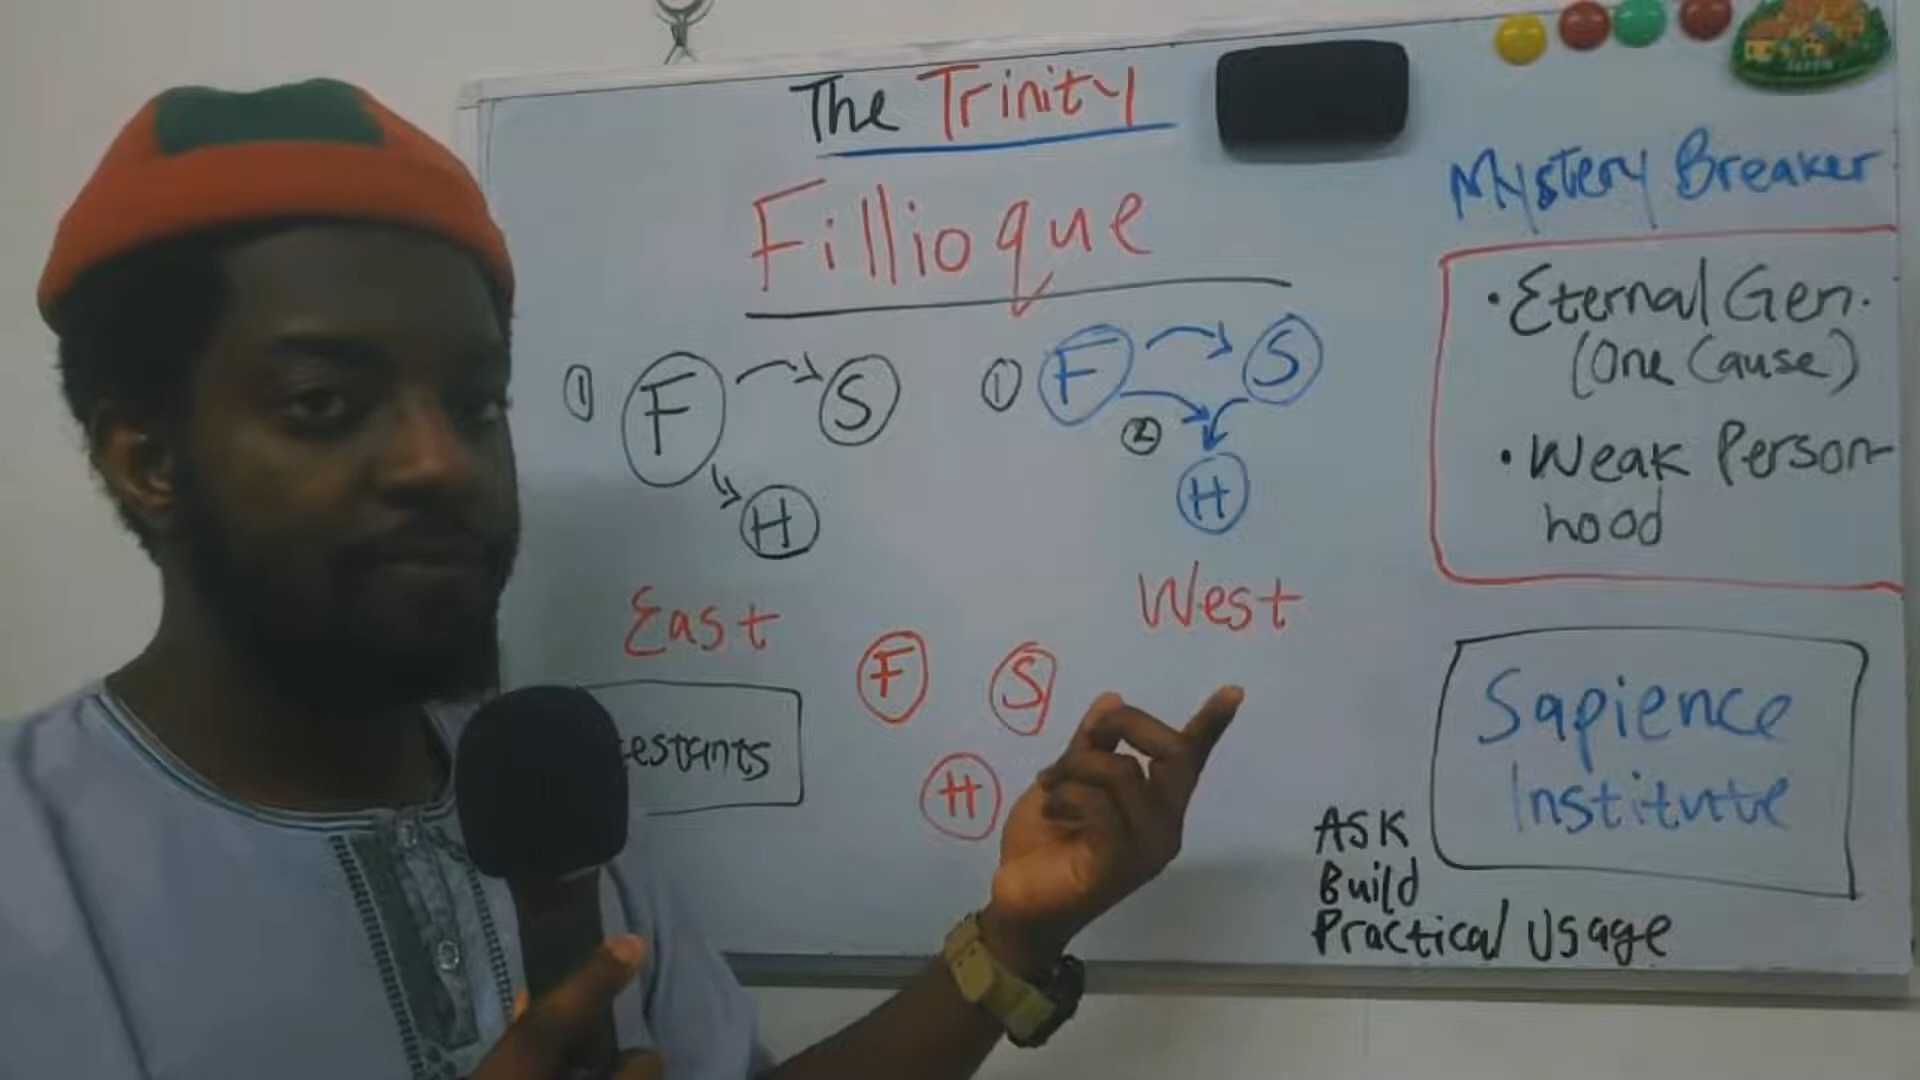 The Trinity
Fillioque
Mystery Breaker
• Eternal Gen.
(One Cause)
• Weak Person-
hood
① F S
H
East
① F S
②
H
West
F S
H
Sapience
Institute
ASK
Build
Practical Usage